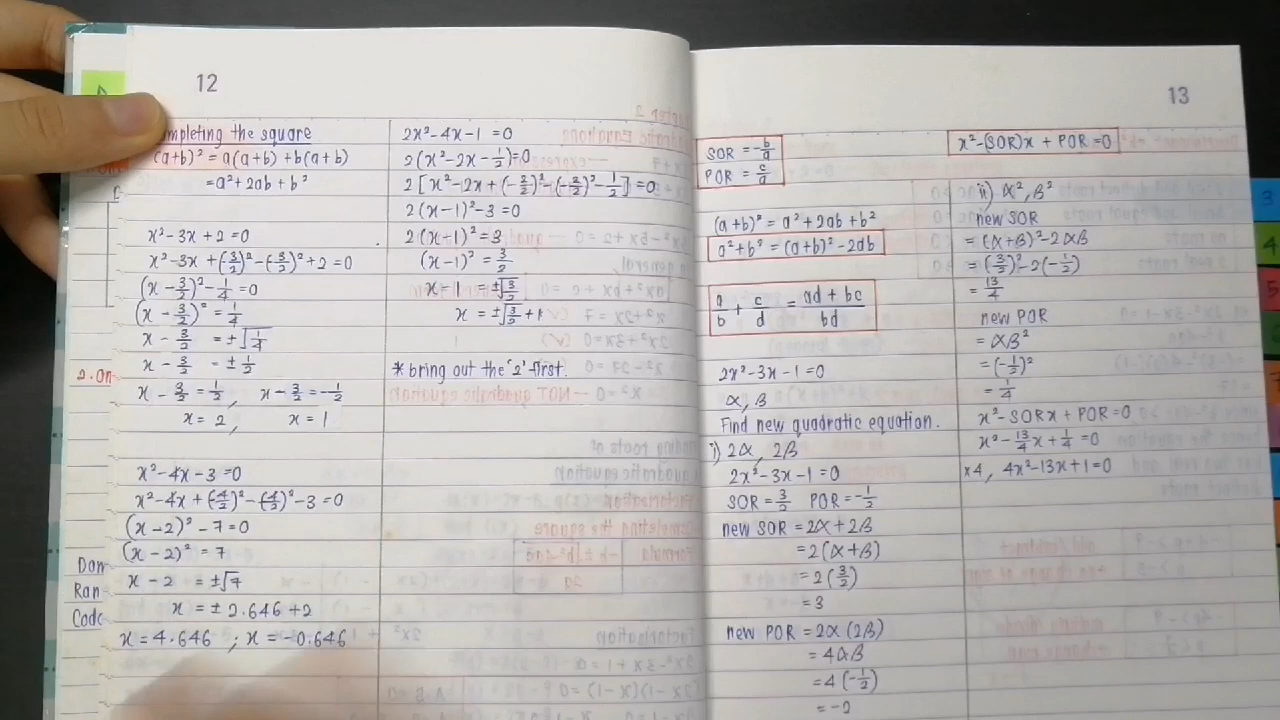 12
mpleting the square
(a+b)² = a(a+b) + b(a+b)
= a² + 2ab + b²
x² - 3x + 2 = 0
x² - 3x + (-3/2)² - (-3/2)² + 2 = 0
(x - 3/2)² - 1/4 = 0
(x - 3/2)² = 1/4
x - 3/2 = ±√1/4
x - 3/2 = ± 1/2
x - 3/2 = 1/2 , x - 3/2 = -1/2
x = 2 , x = 1
x² - 4x - 3 = 0
x² - 4x + (-4/2)² - (-4/2)² - 3 = 0
(x - 2)² - 7 = 0
(x - 2)² = 7
x - 2 = ±√7
x = ± 2.646 + 2
x = 4.646 ; x = -0.646
2. On
Dom
Ran
Codo
2x² - 4x - 1 = 0
2(x² - 2x - 1/2) = 0
2[x² - 2x + (-2/2)² - (-2/2)² - 1/2] = 0
2(x - 1)² - 3 = 0
2(x - 1)² = 3
(x - 1)² = 3/2
x - 1 = ±√3/2
x = ±√3/2 + 1
* bring out the '2' first.
13
SOR = -b/a
POR = c/a
(a+b)² = a² + 2ab + b²
a² + b² = (a+b)² - 2ab
a/b + c/d = ad + bc/bd
2x² - 3x - 1 = 0
α, β
Find new quadratic equation.
i) 2α, 2β
2x² - 3x - 1 = 0
SOR = 3/2 POR = -1/2
new SOR = 2α + 2β
= 2(α + β)
= 2(3/2)
= 3
new POR = 2α(2β)
= 4αβ
= 4(-1/2)
= -2
x² - (SOR)x + POR = 0
ii) α², β²
new SOR
= (α+β)² - 2αβ
= (3/2)² - 2(-1/2)
= 13/4
new POR
= αβ²
= (-1/2)²
= 1/4
x² - SORx + POR = 0
x² - 13/4x + 1/4 = 0
×4, 4x² - 13x + 1 = 0